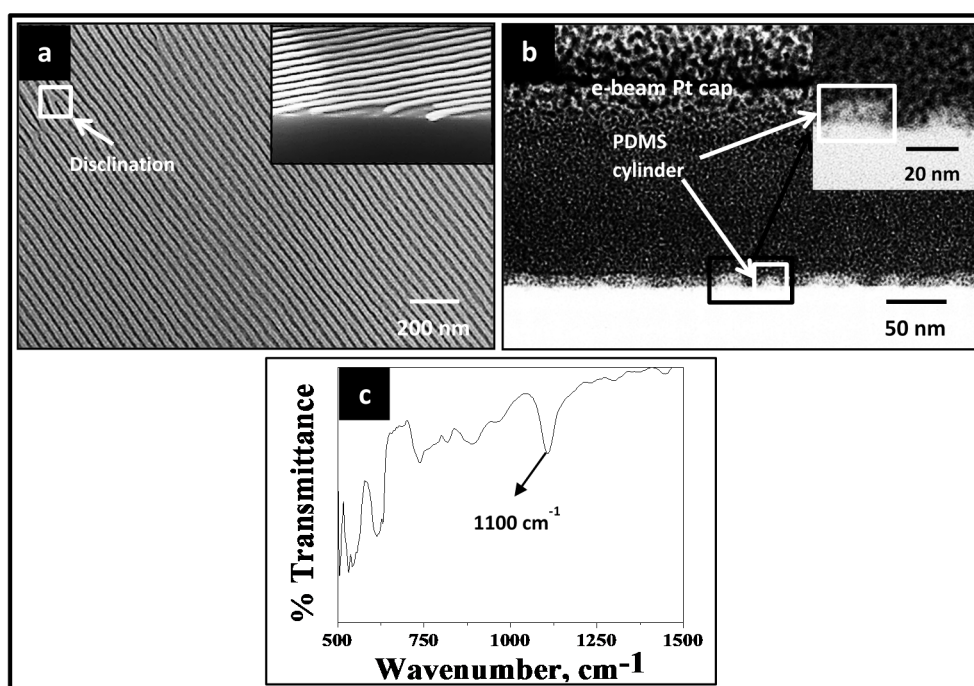 a
Disclination
200 nm
b
e-beam Pt cap
PDMS
cylinder
20 nm
50 nm
c
% Transmittance
1100 cm⁻¹
500 750 1000 1250 1500
Wavenumber, cm⁻¹